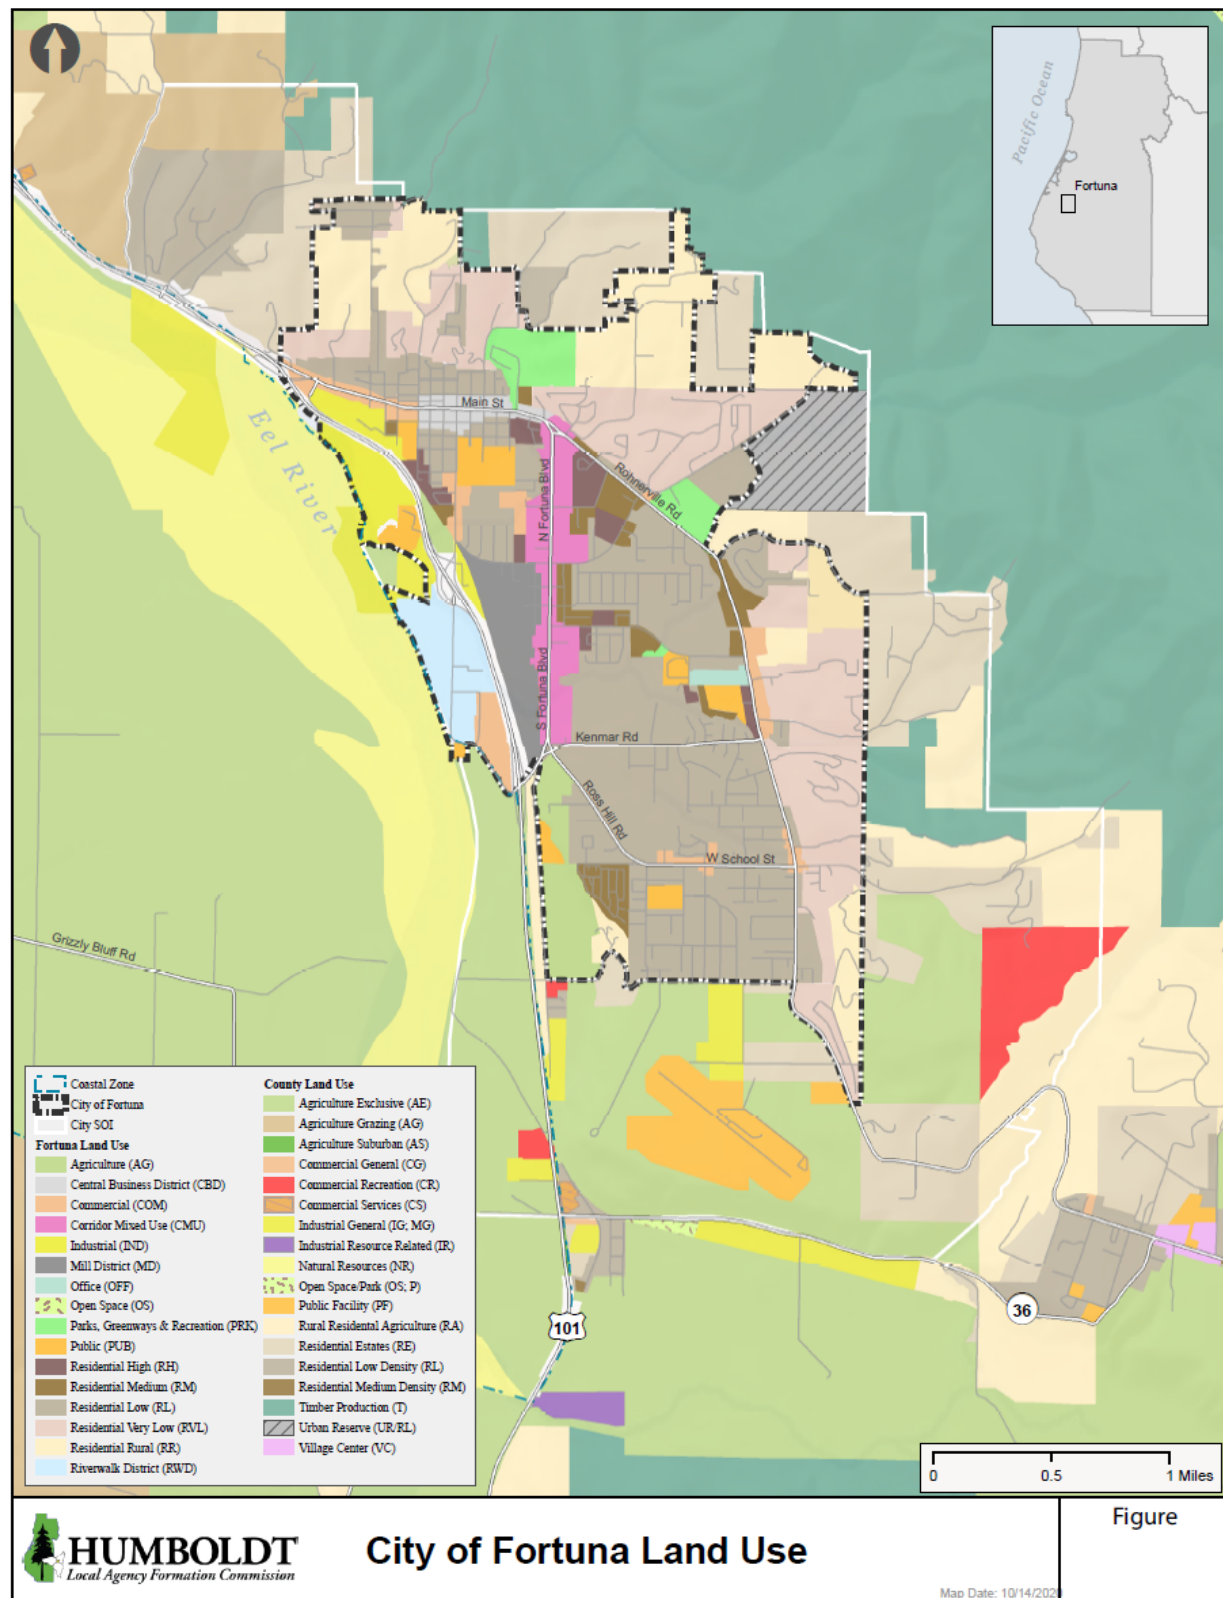 Pacific Ocean
Fortuna
Main St
Eel River
N Fortuna Blvd
Rohnerville Rd
S Fortuna Blvd
Kenmar Rd
Ross Hill Rd
W School St
Grizzly Bluff Rd
36
101
Coastal Zone
City of Fortuna
City SOI
Fortuna Land Use
Agriculture (AG)
Central Business District (CBD)
Commercial (COM)
Corridor Mixed Use (CMU)
Industrial (IND)
Mill District (MD)
Office (OFF)
Open Space (OS)
Parks, Greenways & Recreation (PRK)
Public (PUB)
Residential High (RH)
Residential Medium (RM)
Residential Low (RL)
Residential Very Low (RVL)
Residential Rural (RR)
Riverwalk District (RWD)
County Land Use
Agriculture Exclusive (AE)
Agriculture Grazing (AG)
Agriculture Suburban (AS)
Commercial General (CG)
Commercial Recreation (CR)
Commercial Services (CS)
Industrial General (IG; MG)
Industrial Resource Related (IR)
Natural Resources (NR)
Open Space/Park (OS; P)
Public Facility (PF)
Rural Residental Agriculture (RA)
Residential Estates (RE)
Residential Low Density (RL)
Residential Medium Density (RM)
Timber Production (T)
Urban Reserve (UR/RL)
Village Center (VC)
0 0.5 1 Miles
HUMBOLDT
Local Agency Formation Commission
City of Fortuna Land Use
Figure
Map Date: 10/14/2020